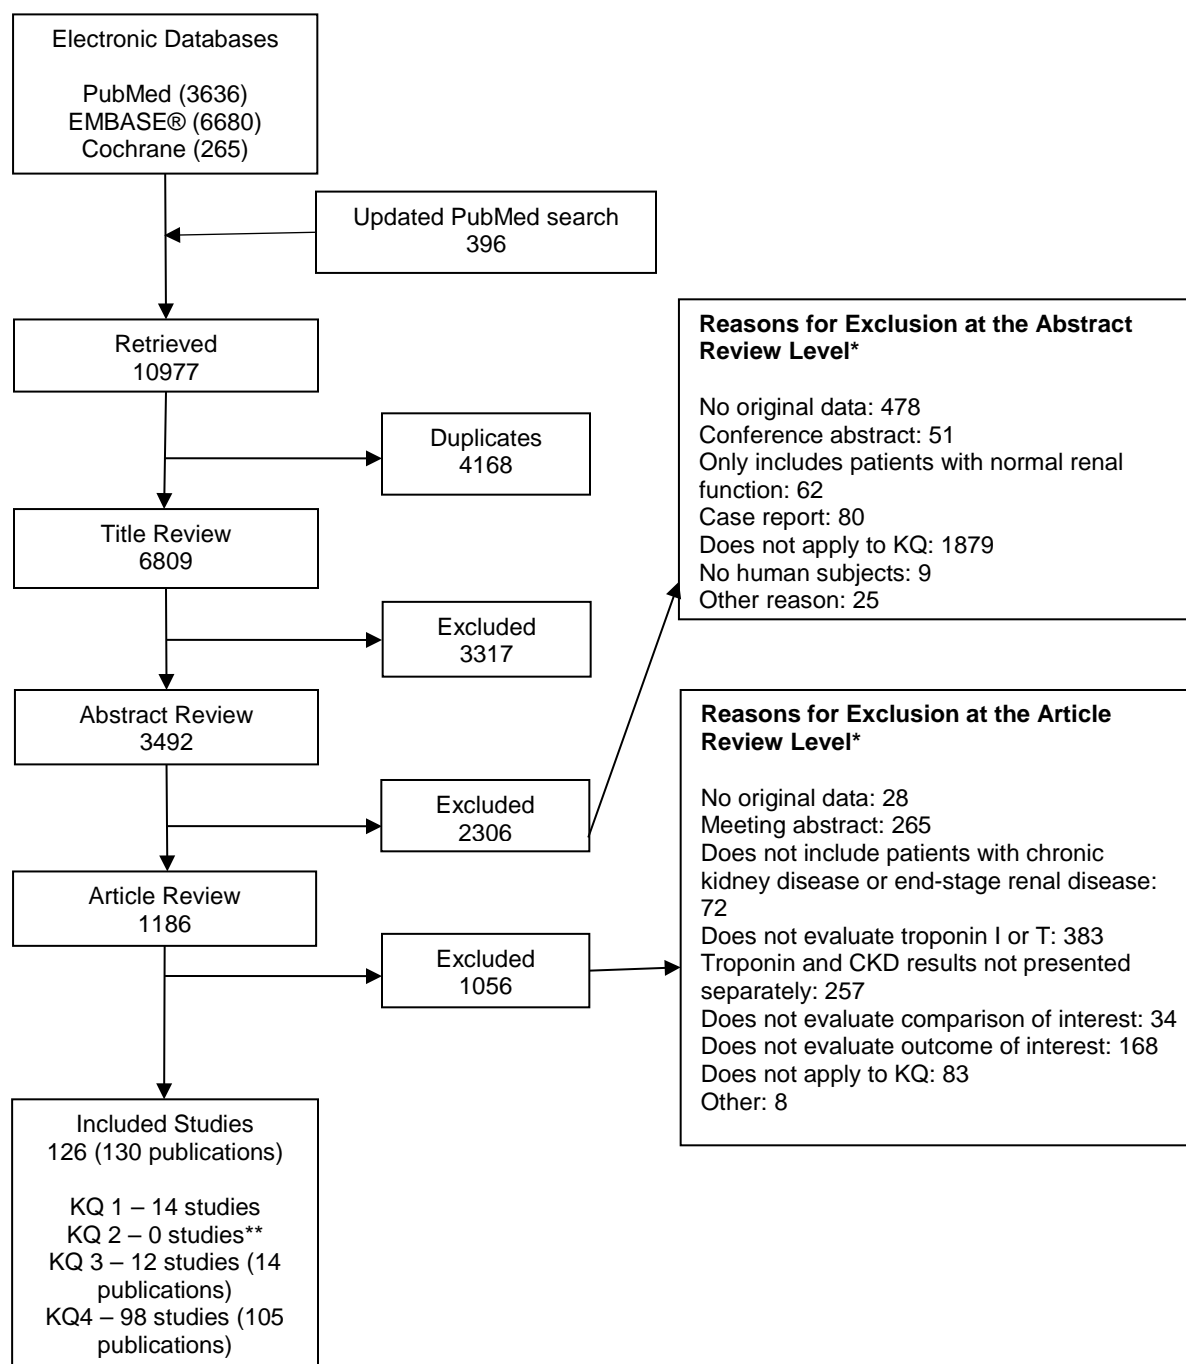 Electronic Databases
PubMed (3636)
EMBASE® (6680)
Cochrane (265)
Updated PubMed search
396
Retrieved
10977
Duplicates
4168
Title Review
6809
Excluded
3317
Abstract Review
3492
Excluded
2306
Reasons for Exclusion at the Abstract
Review Level*
No original data: 478
Conference abstract: 51
Only includes patients with normal renal
function: 62
Case report: 80
Does not apply to KQ: 1879
No human subjects: 9
Other reason: 25
Article Review
1186
Excluded
1056
Reasons for Exclusion at the Article
Review Level*
No original data: 28
Meeting abstract: 265
Does not include patients with chronic
kidney disease or end-stage renal disease:
72
Does not evaluate troponin I or T: 383
Troponin and CKD results not presented
separately: 257
Does not evaluate comparison of interest: 34
Does not evaluate outcome of interest: 168
Does not apply to KQ: 83
Other: 8
Included Studies
126 (130 publications)
KQ 1 – 14 studies
KQ 2 – 0 studies**
KQ 3 – 12 studies (14
publications)
KQ4 – 98 studies (105
publications)